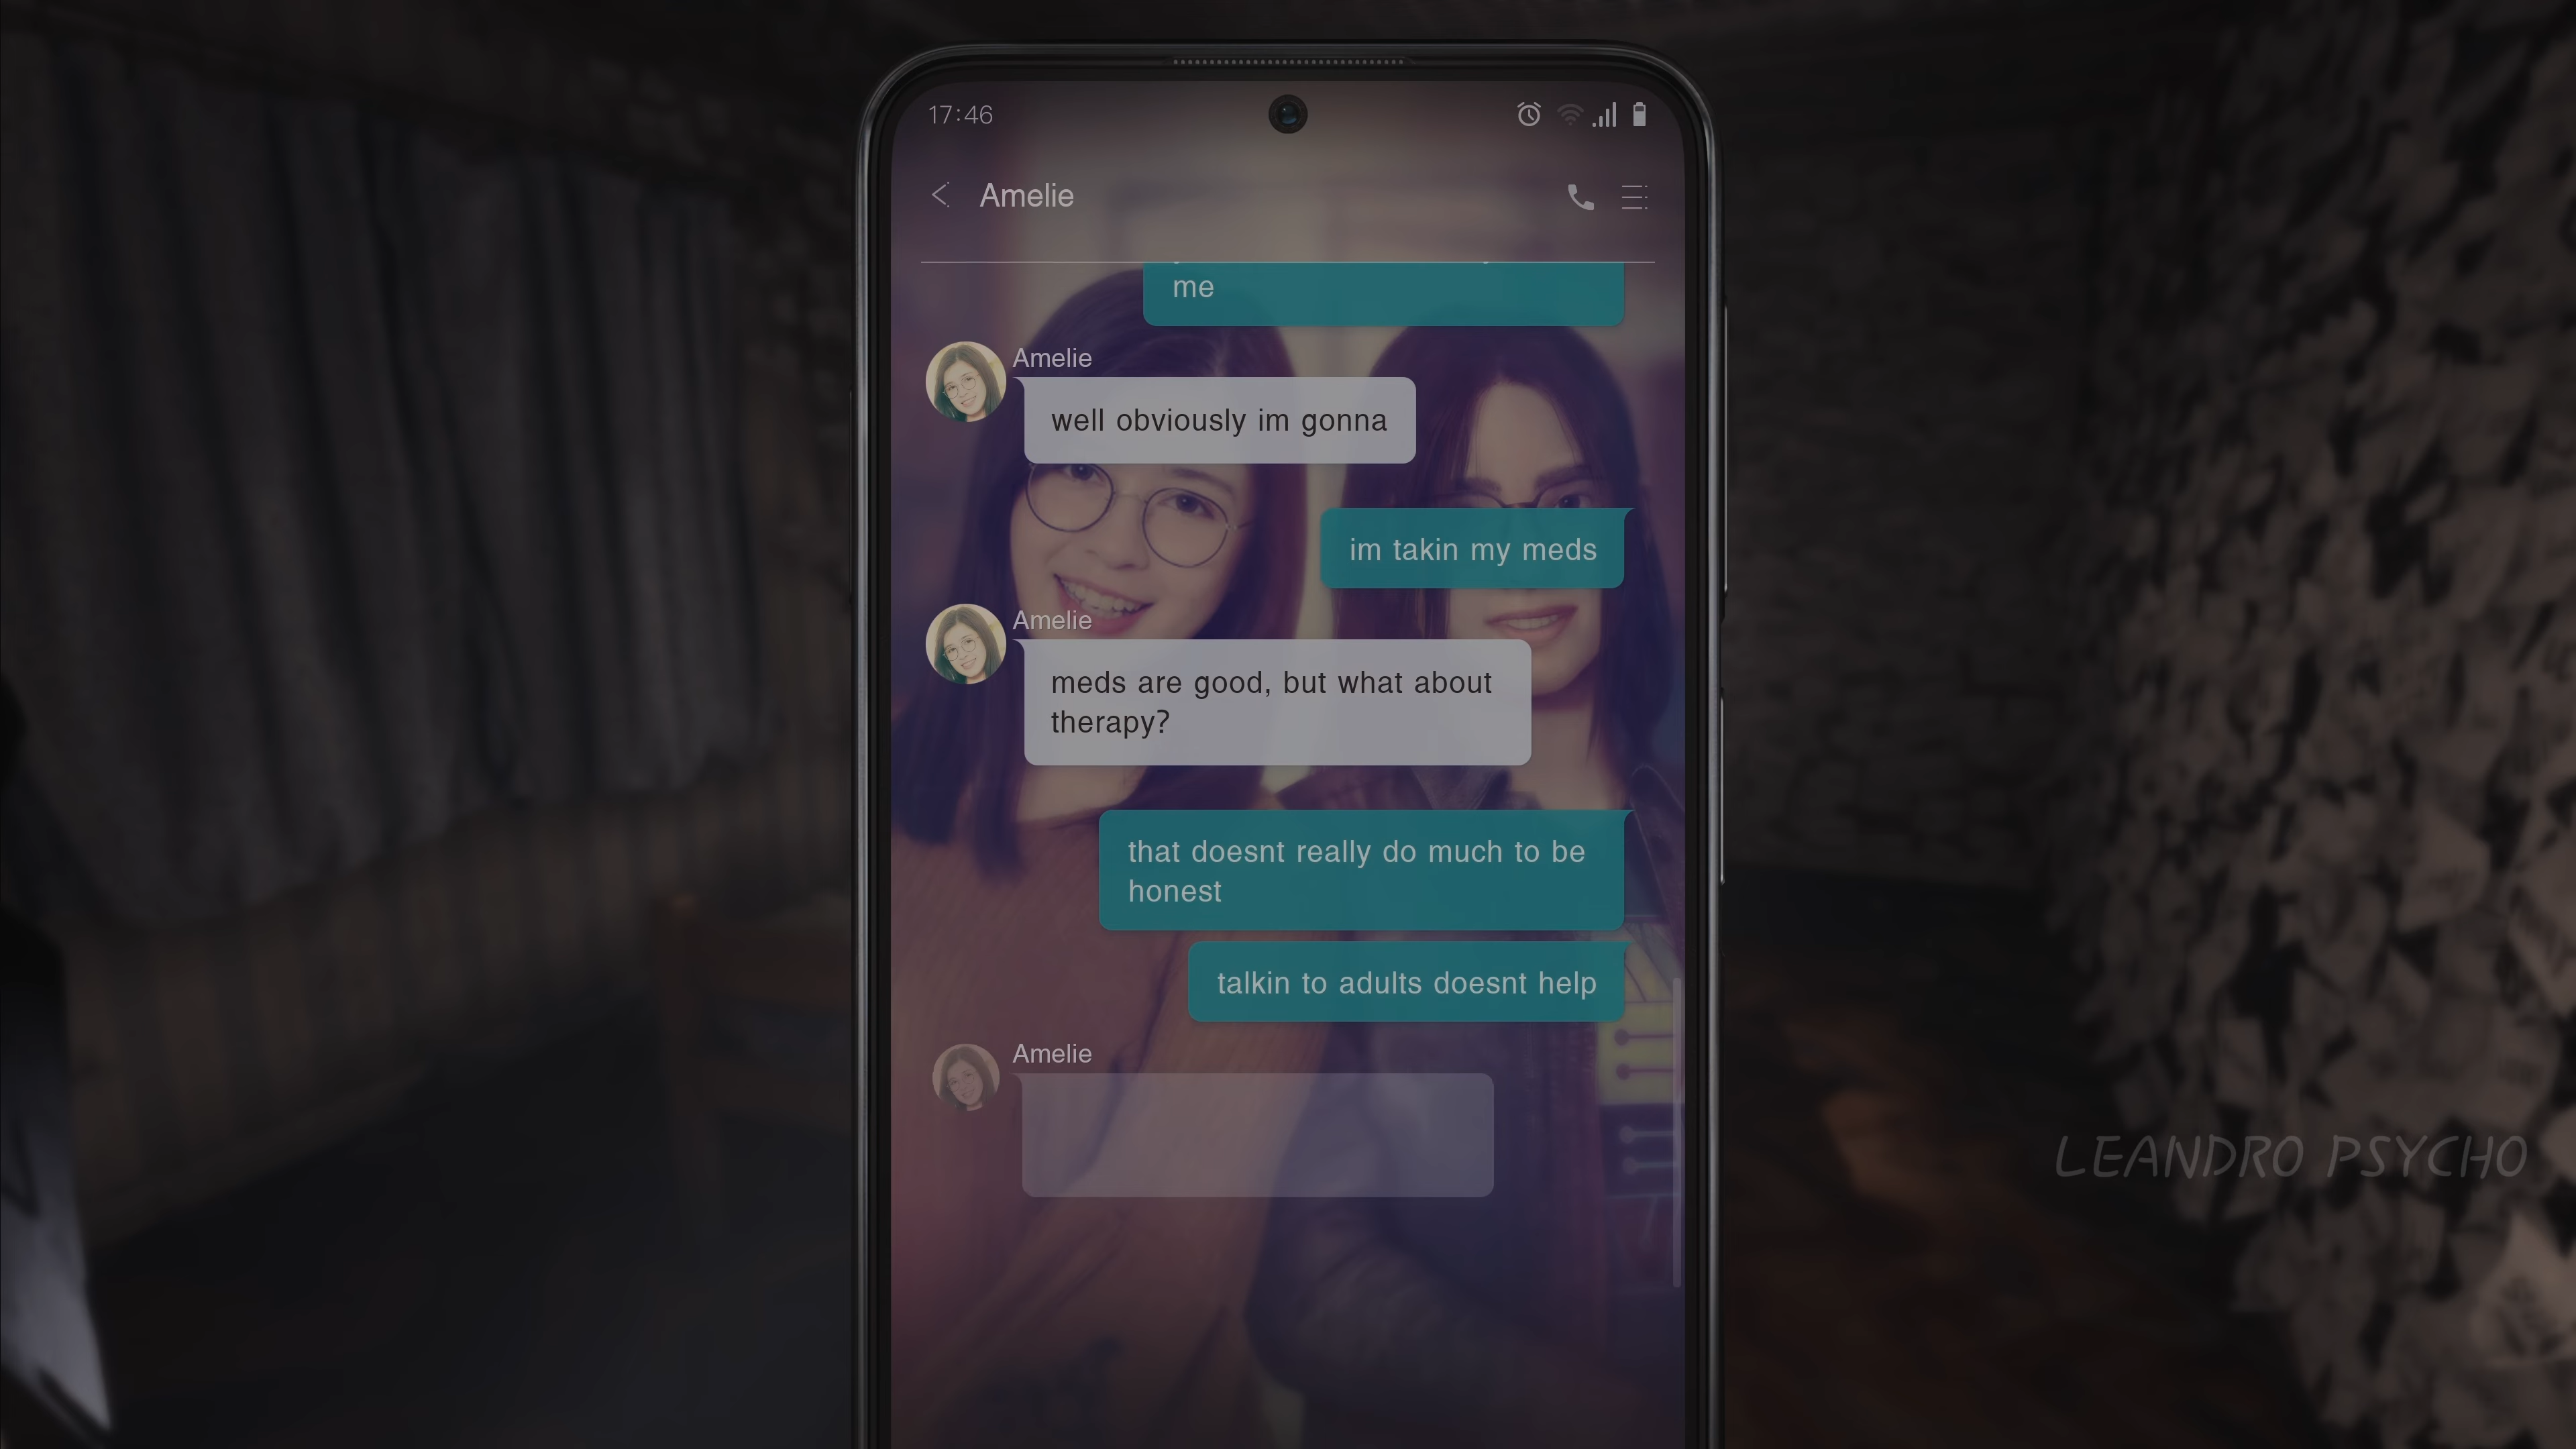 17:46
Amelie
me
Amelie
well obviously im gonna
im takin my meds
Amelie
meds are good, but what about
therapy?
that doesnt really do much to be
honest
talkin to adults doesnt help
Amelie
LEANDRO PSYCHO